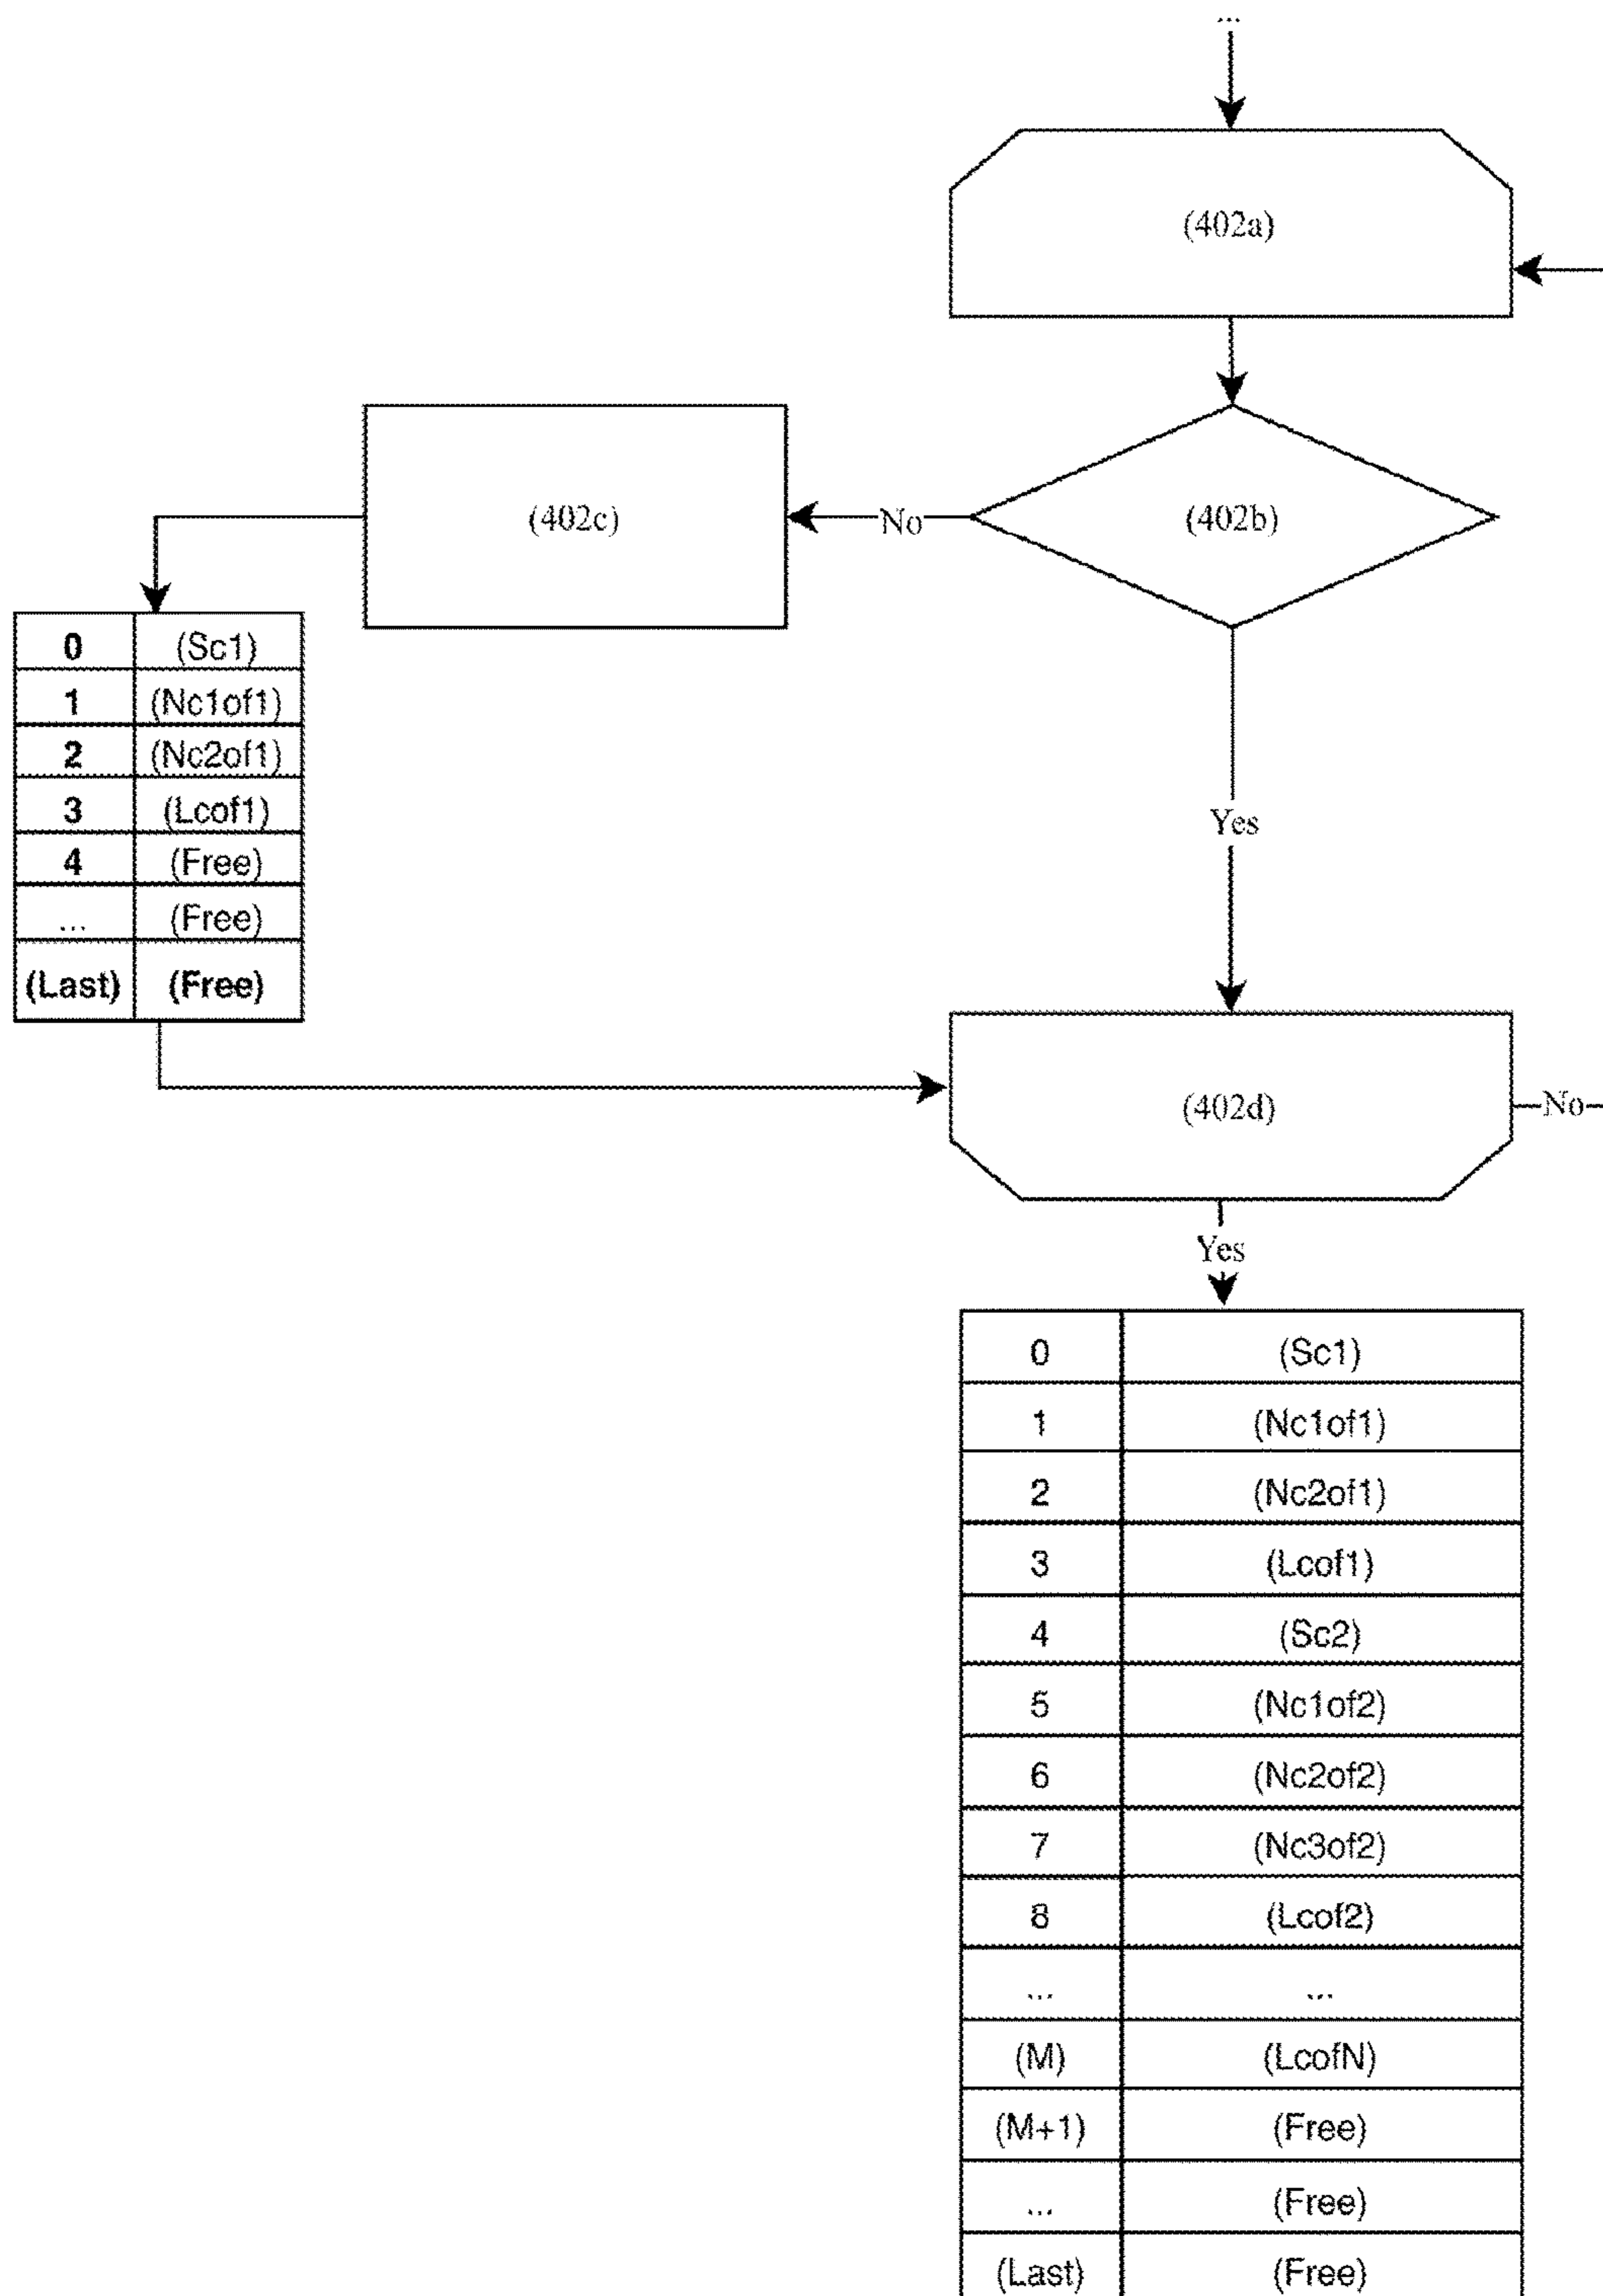 ...
(402a)
(402b)
No
(402c)
0 (Sc1)
1 (Nc1of1)
2 (Nc2of1)
3 (Lcof1)
4 (Free)
... (Free)
(Last) (Free)
Yes
(402d)
No
Yes
0 (Sc1)
1 (Nc1of1)
2 (Nc2of1)
3 (Lcof1)
4 (Sc2)
5 (Nc1of2)
6 (Nc2of2)
7 (Nc3of2)
8 (Lcof2)
... ...
(M) (LcofN)
(M+1) (Free)
... (Free)
(Last) (Free)